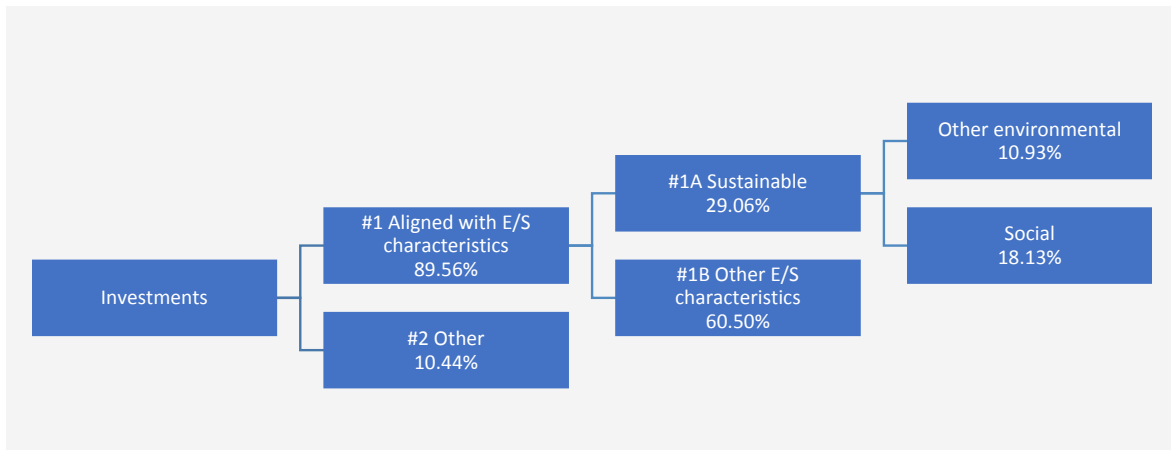 Investments
#1 Aligned with E/S
characteristics
89.56%
#2 Other
10.44%
#1A Sustainable
29.06%
#1B Other E/S
characteristics
60.50%
Other environmental
10.93%
Social
18.13%